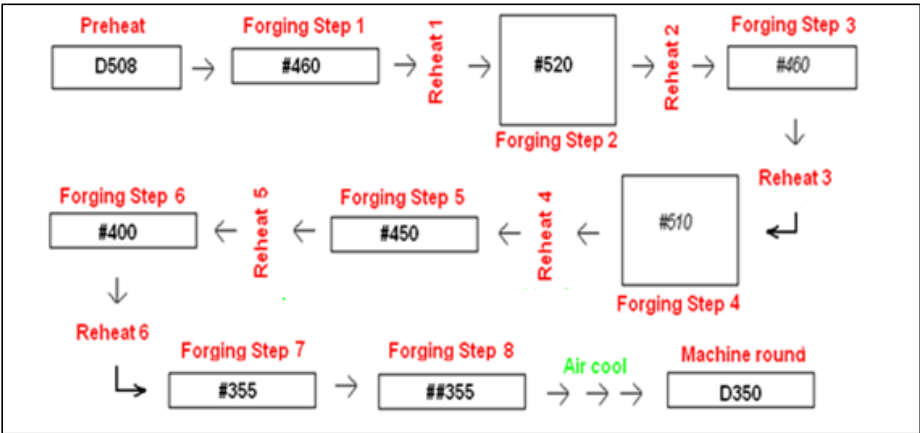 Preheat
D508
Forging Step 1
#460
Reheat 1
#520
Forging Step 2
Reheat 2
Forging Step 3
#460
Reheat 3
#510
Forging Step 4
Reheat 4
Forging Step 5
#450
Reheat 5
Forging Step 6
#400
Reheat 6
Forging Step 7
#355
Forging Step 8
##355
Air cool
Machine round
D350